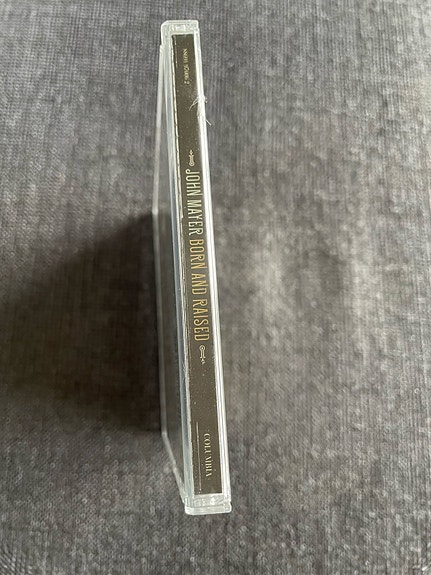 JOHN MAYER BORN AND RAISED
COLUMBIA